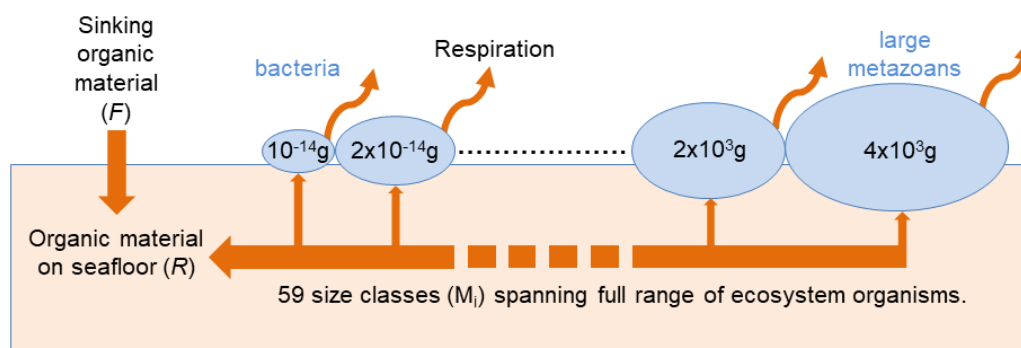 Sinking
organic
material
(F)
bacteria
Respiration
large
metazoans
10⁻¹⁴g
2x10⁻¹⁴g
2x10³g
4x10³g
Organic material
on seafloor (R)
59 size classes (Mᵢ) spanning full range of ecosystem organisms.